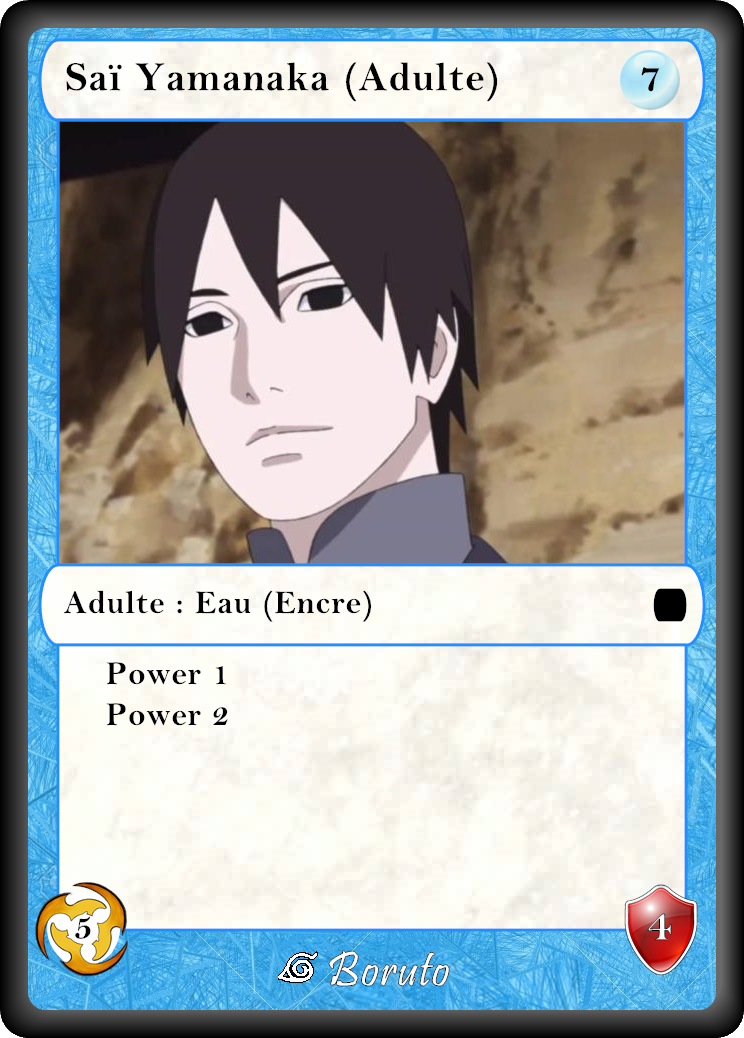 Saï Yamanaka (Adulte)
7
Adulte : Eau (Encre)
Power 1
Power 2
5
4
Boruto